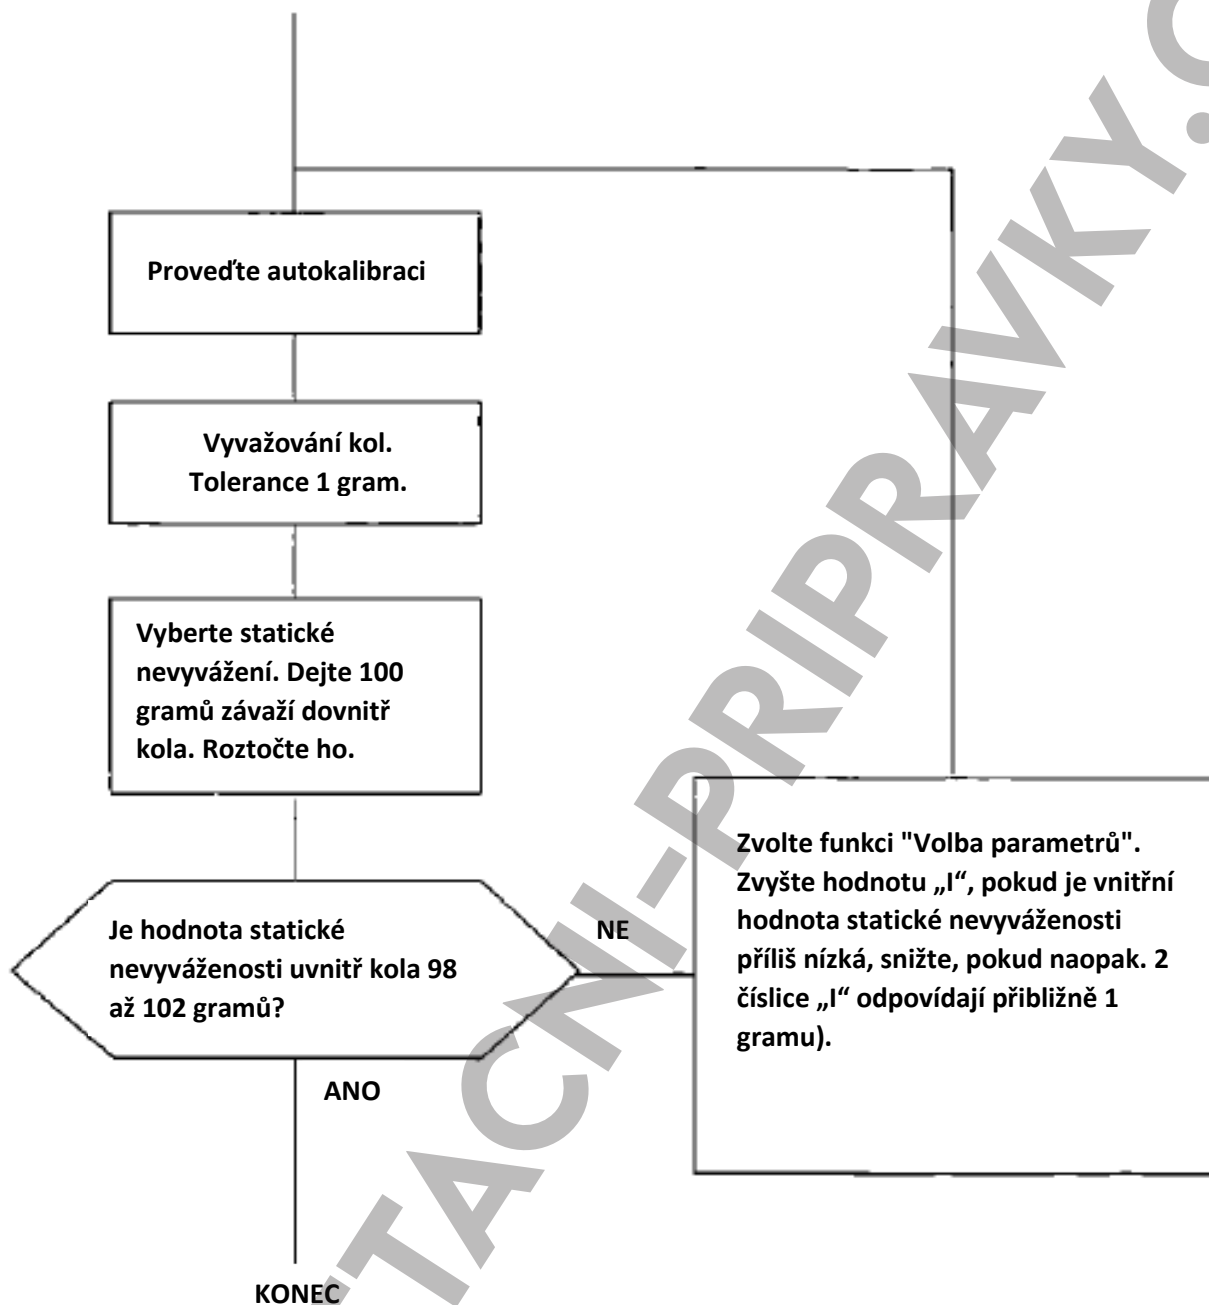 Proveďte autokalibraci
Vyvažování kol.
Tolerance 1 gram.
Vyberte statické
nevyvážení. Dejte 100
gramů závaží dovnitř
kola. Roztočte ho.
Je hodnota statické
nevyváženosti uvnitř kola 98
až 102 gramů?
NE
Zvolte funkci "Volba parametrů".
Zvyšte hodnotu „I“, pokud je vnitřní
hodnota statické nevyváženosti
příliš nízká, snižte, pokud naopak. 2
číslice „I“ odpovídají přibližně 1
gramu).
ANO
KONEC
TACNI-PRIPRAVKY.C